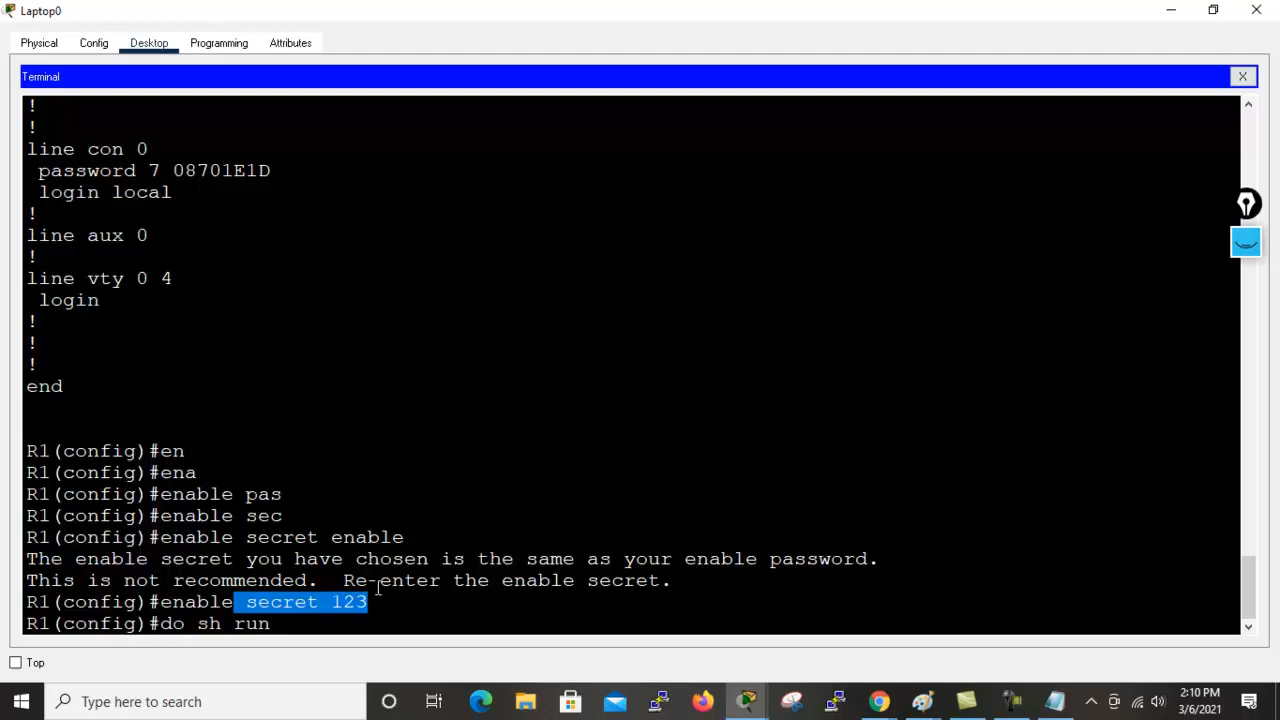 Laptop0
Physical Config Desktop Programming Attributes
Terminal X
!
!
line con 0
password 7 08701E1D
login local
!
line aux 0
!
line vty 0 4
login
!
!
!
end
R1(config)#en
R1(config)#ena
R1(config)#enable pas
R1(config)#enable sec
R1(config)#enable secret enable
The enable secret you have chosen is the same as your enable password.
This is not recommended. Re-enter the enable secret.
R1(config)#enable secret 123
R1(config)#do sh run
Top
Type here to search
2:10 PM
3/6/2021